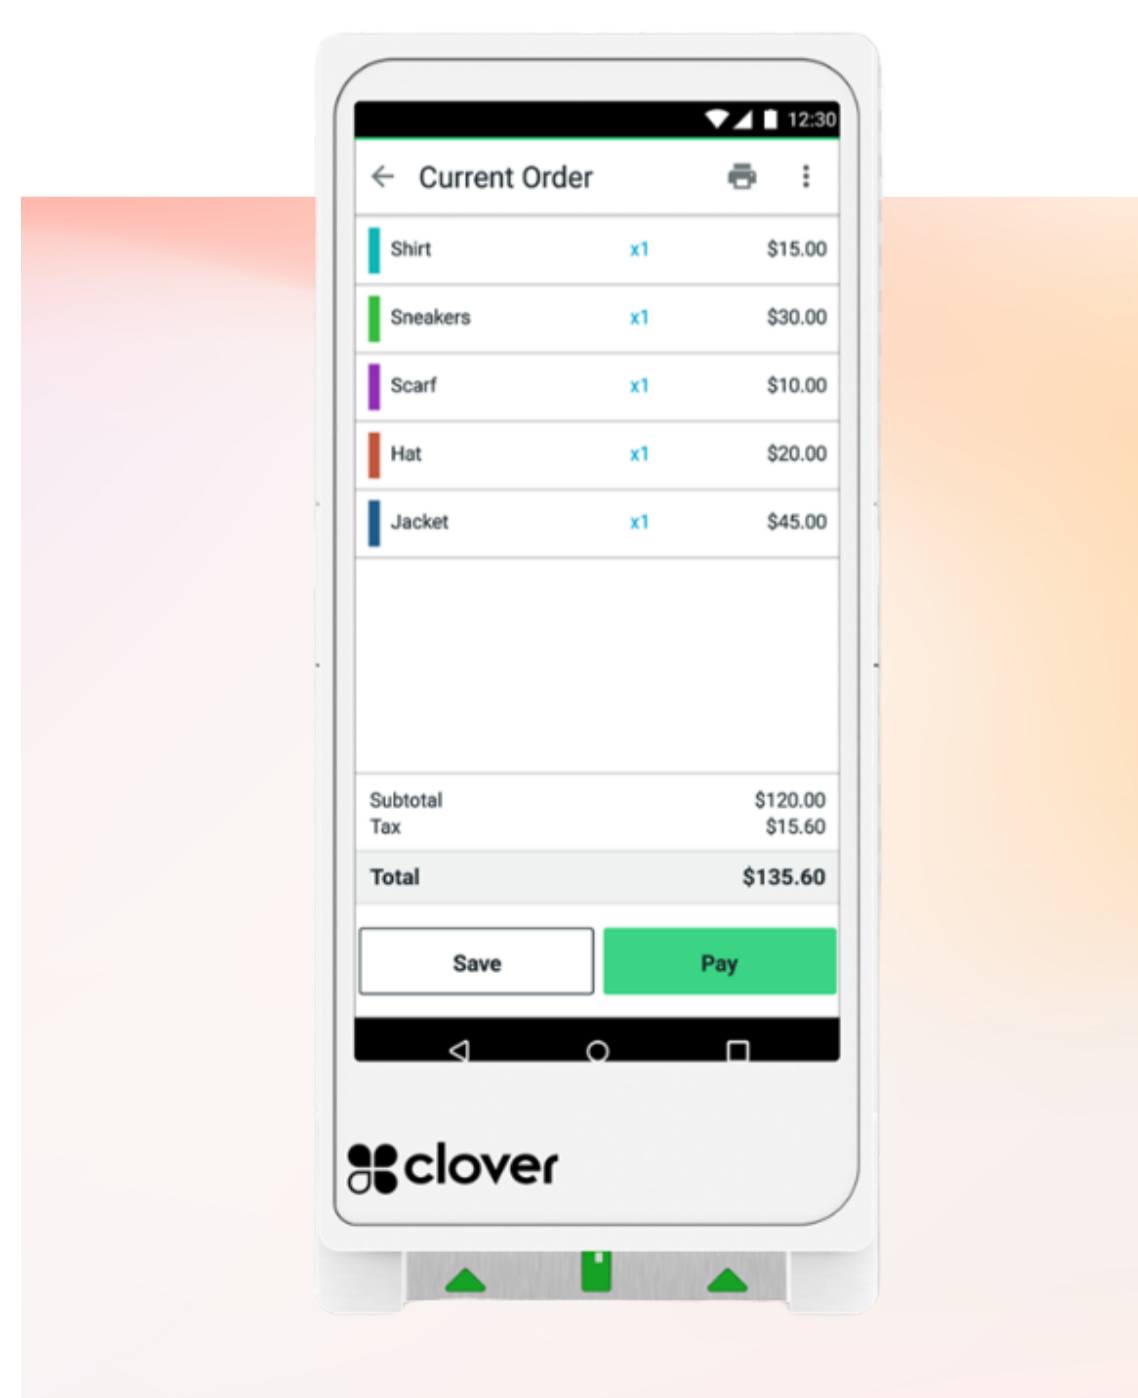 12:30
Current Order
Shirt x1 $15.00
Sneakers x1 $30.00
Scarf x1 $10.00
Hat x1 $20.00
Jacket x1 $45.00
Subtotal $120.00
Tax $15.60
Total $135.60
Save Pay
clover